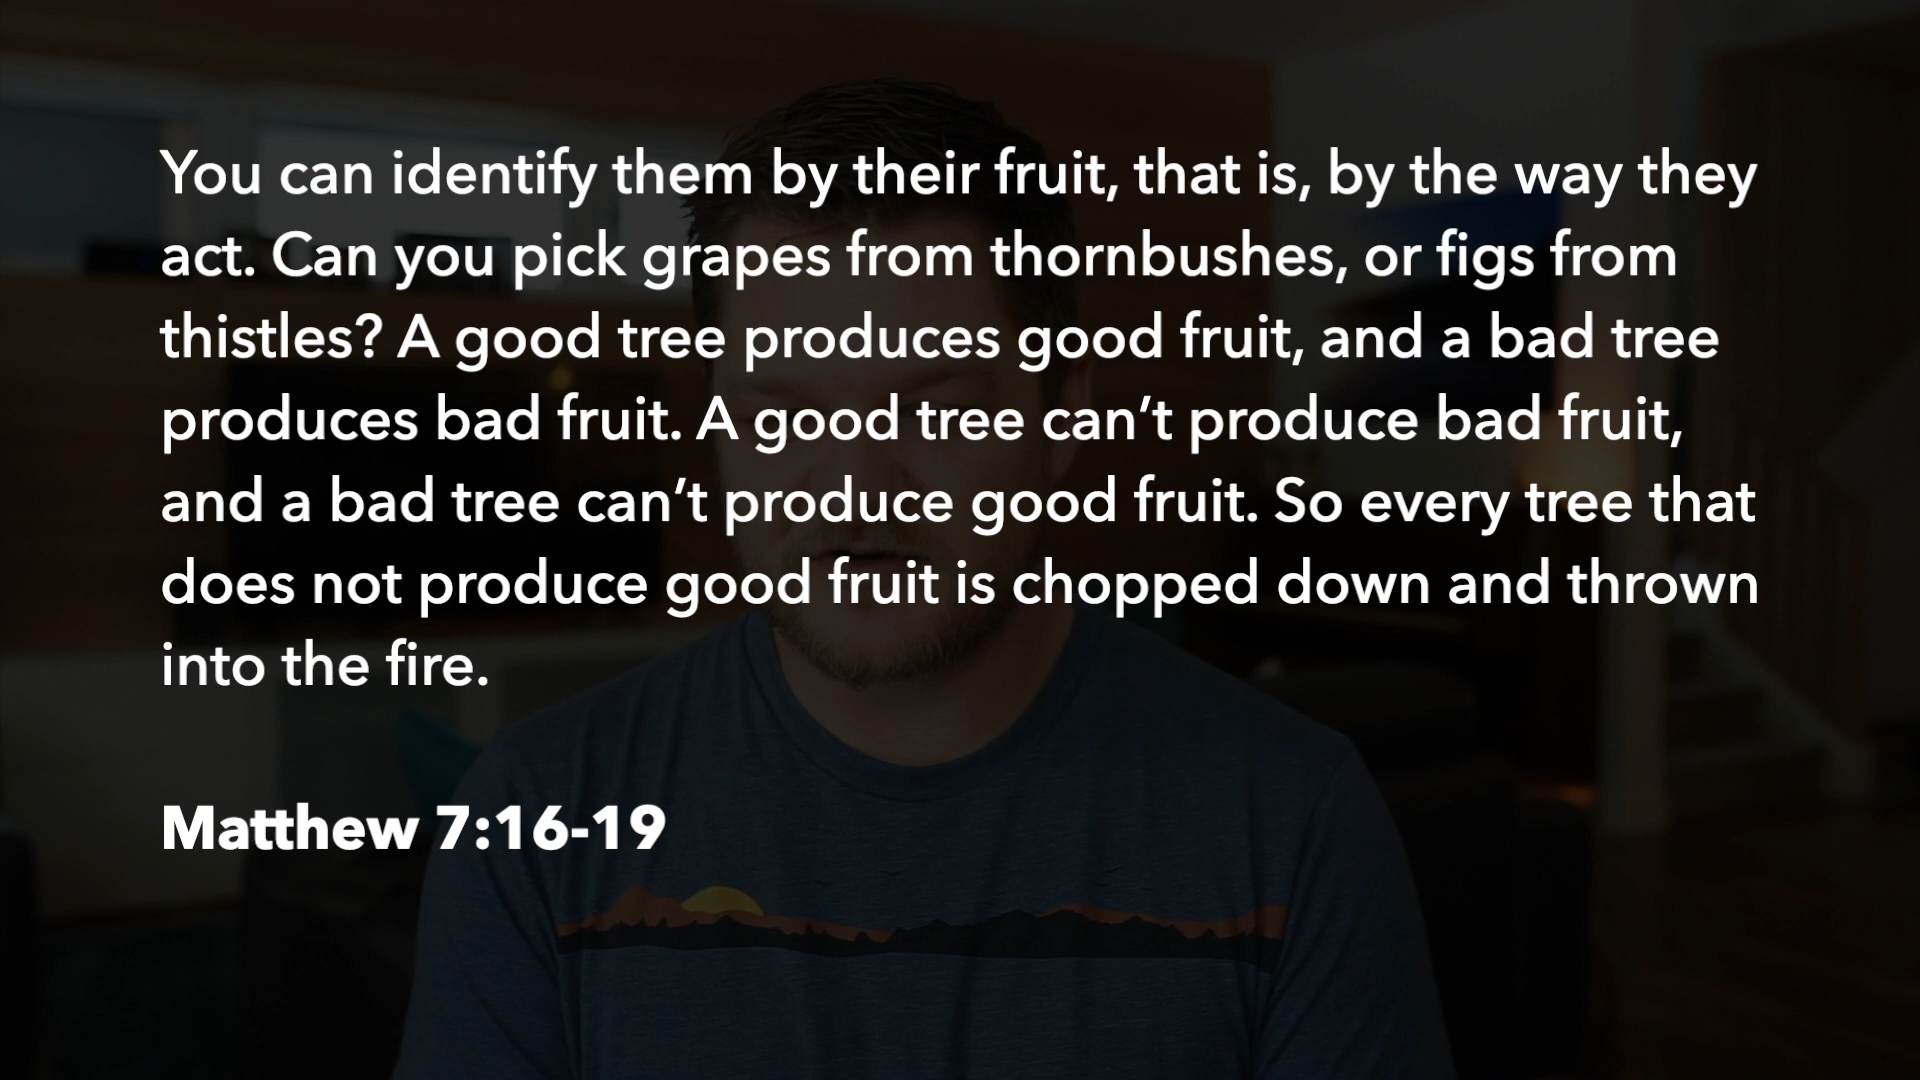 You can identify them by their fruit, that is, by the way they
act. Can you pick grapes from thornbushes, or figs from
thistles? A good tree produces good fruit, and a bad tree
produces bad fruit. A good tree can’t produce bad fruit,
and a bad tree can’t produce good fruit. So every tree that
does not produce good fruit is chopped down and thrown
into the fire.
Matthew 7:16-19